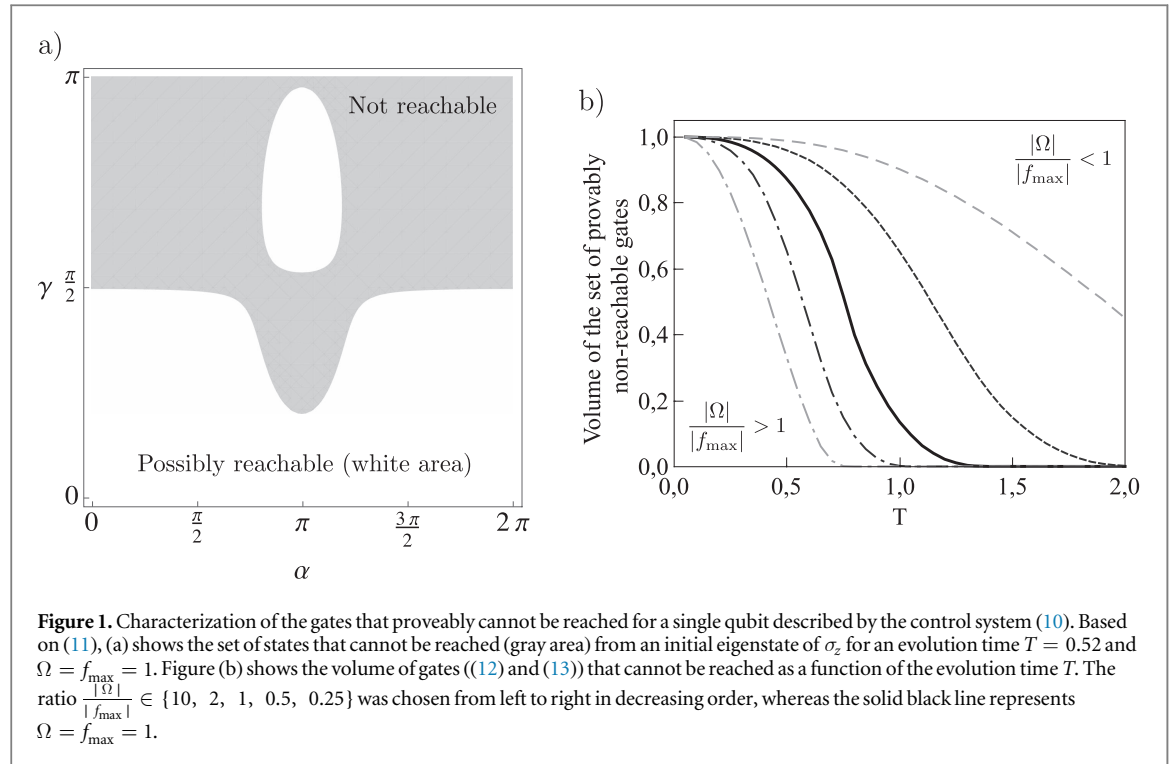 a)
π
Not reachable
γ
π/2
Possibly reachable (white area)
0
0 π/2 π 3π/2 2π
α
b)
Volume of the set of provably
non-reachable gates
1,0
0,8
0,6
0,4
0,2
0,0
|Ω|/|f_max| < 1
|Ω|/|f_max| > 1
0,0 0,5 1,0 1,5 2,0
T
Figure 1. Characterization of the gates that proveably cannot be reached for a single qubit described by the control system (10). Based
on (11), (a) shows the set of states that cannot be reached (gray area) from an initial eigenstate of σ_z for an evolution time T = 0.52 and
Ω = f_max = 1. Figure (b) shows the volume of gates ((12) and (13)) that cannot be reached as a function of the evolution time T. The
ratio |Ω|/|f_max| ∈ {10, 2, 1, 0.5, 0.25} was chosen from left to right in decreasing order, whereas the solid black line represents
Ω = f_max = 1.